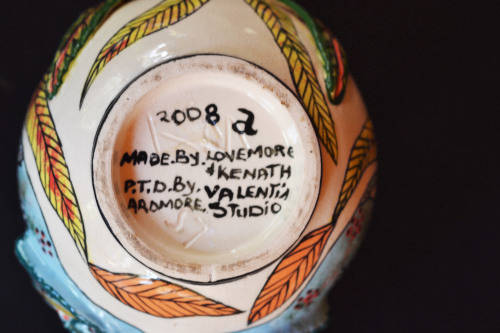 2008 a
MADE.BY.LOVEMORE
& KENATH
P.T.D.BY. VALENTIA
ARDMORE. STUDIO